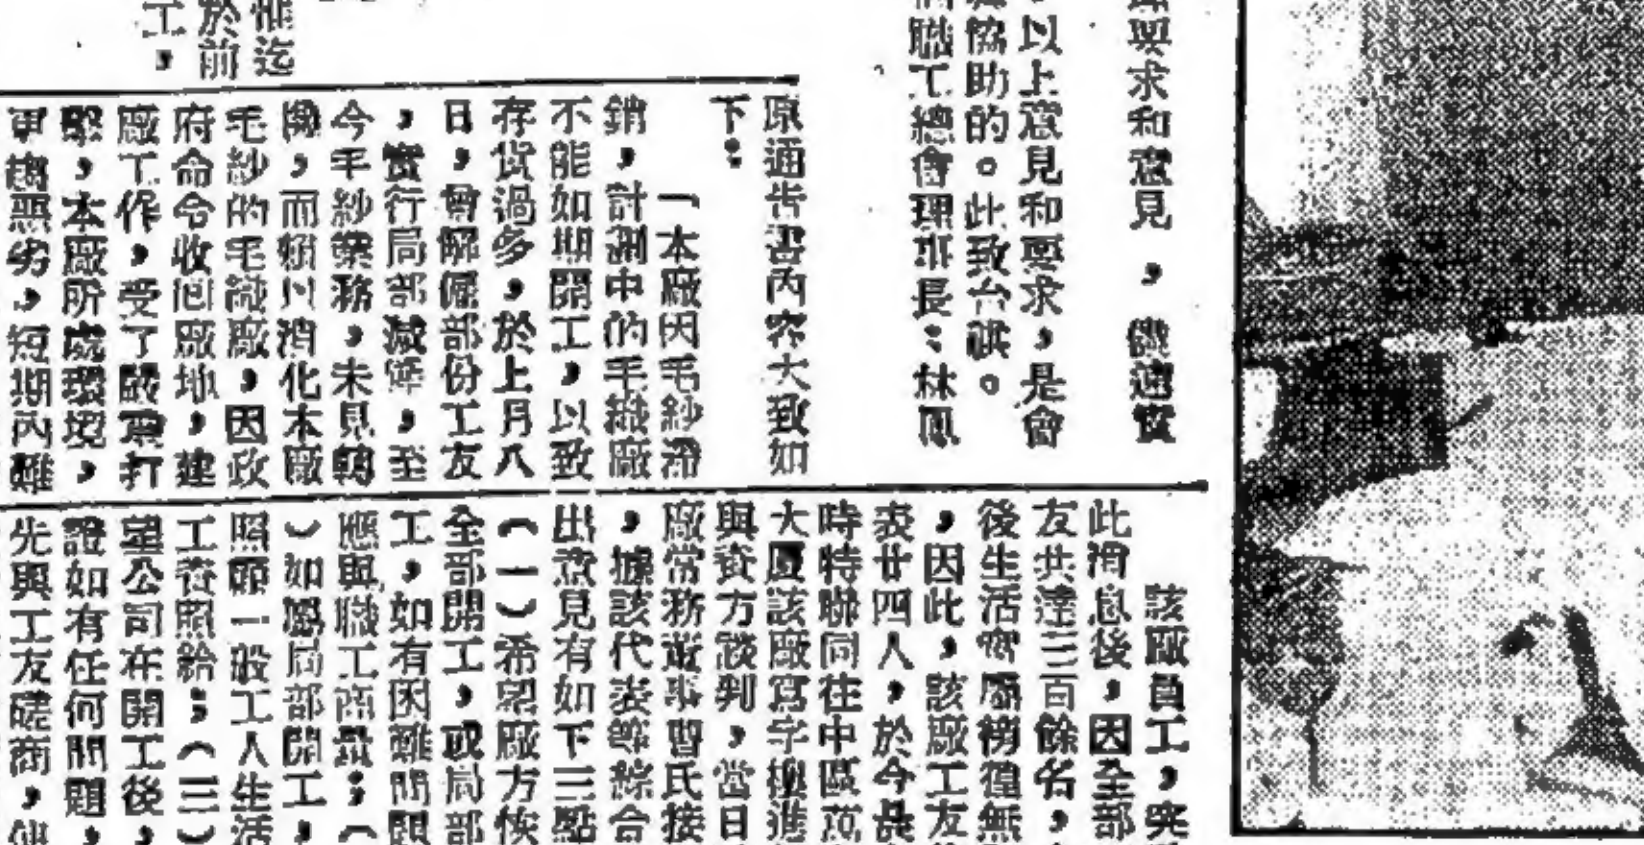 求和意見，
，以上意見和要求，是會
協助的。此致台祺。
職工總會理事長：林鳳
惟迄
於前
工，
原通告書內容大致如
下：
「本廠因毛紗滯
銷，計劃中的毛織廠
不能如期開工，以致
存貨過多，於上月八
日，曾解僱部份工友
，實行局部減產，至
今毛紗業務，未見轉
，而賴以消化本廠
毛紗的毛織廠，因政
府命令收回廠地，建
廠工作，受了嚴重打
擊，本廠所處環境，
更趨惡劣，短期內難
該廠員工，突
此消息後，因全部
友共達三百餘名，
後生活實屬徬徨無
，因此，該廠工友
表廿四人，於今晨
時特聯同往中區
大廈該廠寫字樓進
與資方談判，當日
廠常務董事習氏接
，據該代表等綜合
出意見有如下三點
（一）希望廠方恢
全部開工，或局部
工，如有困難問題
應與職工商量；（
）如屬局部開工，
照顧一般工人生活
工資照給；（三）
望公司在開工後，
證如有任何問題，
先與工友磋商，